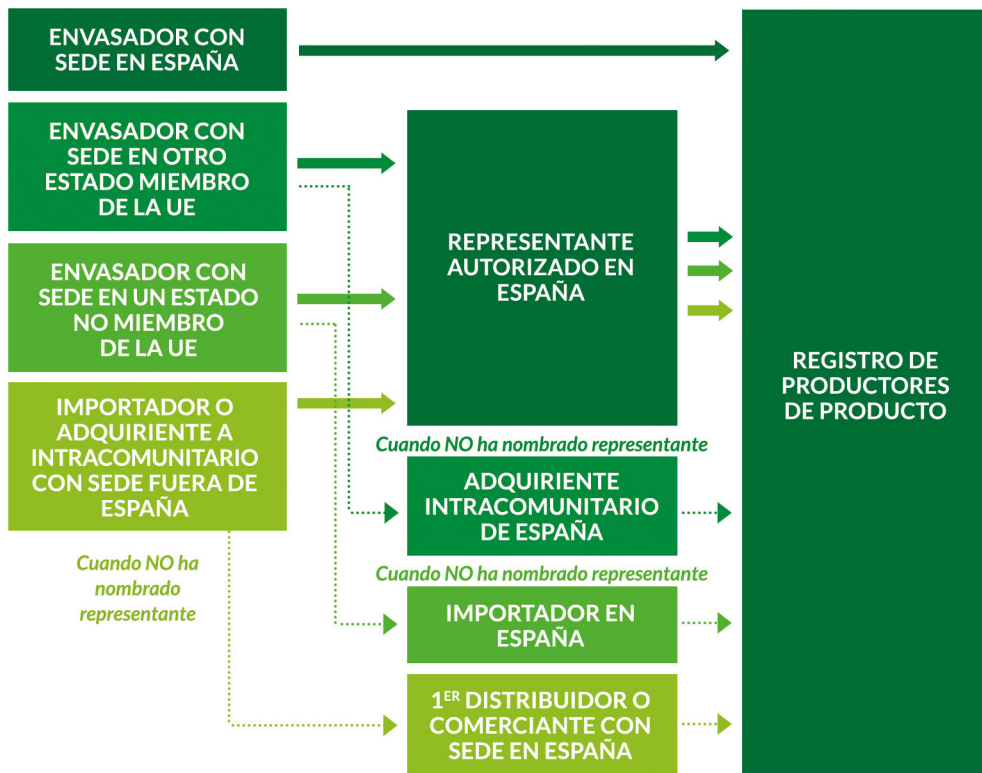 ENVASADOR CON
SEDE EN ESPAÑA
ENVASADOR CON
SEDE EN OTRO
ESTADO MIEMBRO
DE LA UE
ENVASADOR CON
SEDE EN UN ESTADO
NO MIEMBRO
DE LA UE
IMPORTADOR O
ADQUIRIENTE A
INTRACOMUNITARIO
CON SEDE FUERA DE
ESPAÑA
Cuando NO ha
nombrado
representante
REPRESENTANTE
AUTORIZADO EN
ESPAÑA
Cuando NO ha nombrado representante
ADQUIRIENTE
INTRACOMUNITARIO
DE ESPAÑA
Cuando NO ha nombrado representante
IMPORTADOR EN
ESPAÑA
1ER DISTRIBUIDOR O
COMERCIANTE CON
SEDE EN ESPAÑA
REGISTRO DE
PRODUCTORES
DE PRODUCTO